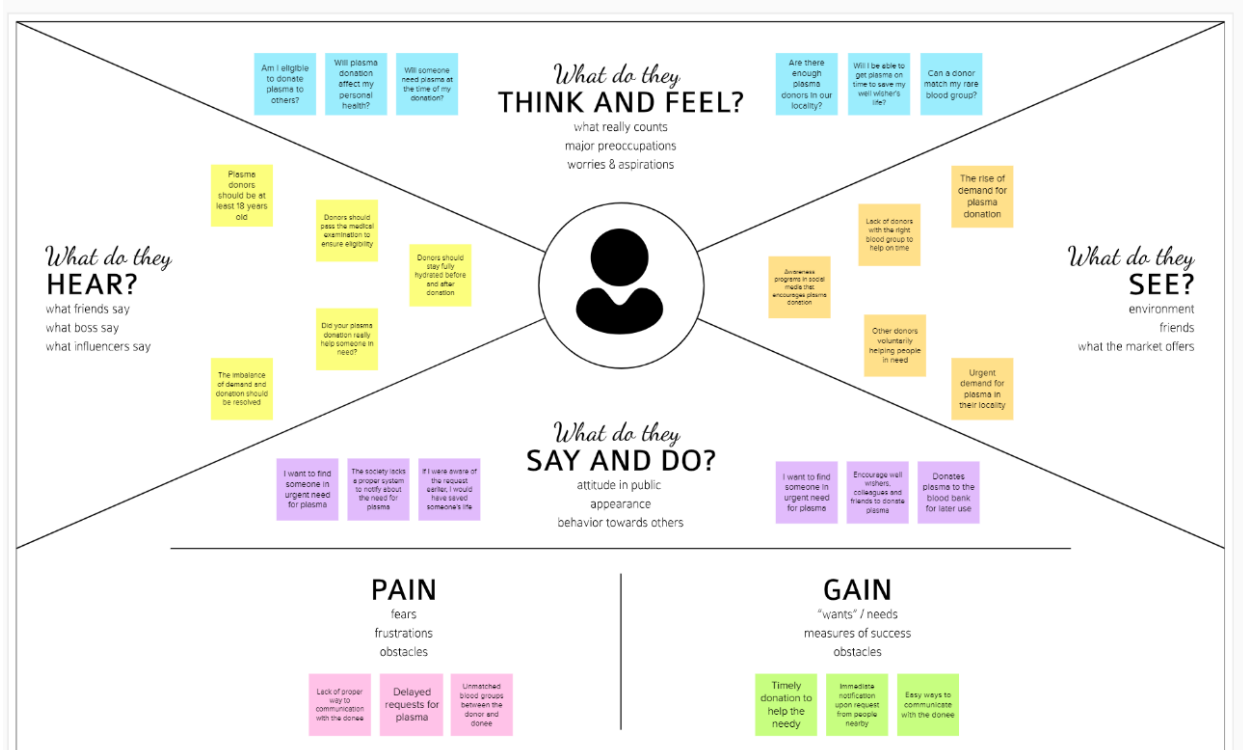 Am I eligible
to donate
plasma to
others?
Will plasma
donation
affect my
personal
health?
Will someone
need plasma at
the time of my
donation?
What do they
THINK AND FEEL?
what really counts
major preoccupations
worries & aspirations
Are there
enough
plasma
donors in our
locality?
Will I be able to
get plasma on
time to save my
well wisher's
life?
Can a donor
match my rare
blood group?
What do they
HEAR?
what friends say
what boss say
what influencers say
Plasma
donors
should be at
least 18 years
old
Donors should
pass the medical
examination to
ensure eligibility
Donors should
stay fully
hydrated before
and after
donation
Did your plasma
donation really
help someone in
need?
The imbalance
of demand and
donation should
be resolved
The rise of
demand for
plasma
donation
Lack of donors
with the right
blood group to
help on time
Awareness
programs in social
media that
encourages plasma
donation
Other donors
voluntarily
helping people
in need
Urgent
demand for
plasma in
their locality
What do they
SEE?
environment
friends
what the market offers
What do they
SAY AND DO?
attitude in public
appearance
behavior towards others
I want to find
someone in
urgent need
for plasma
The society lacks
a proper system
to notify about
the need for
plasma
If I were aware of
the request
earlier, I would
have saved
someone's life
I want to find
someone in
urgent need
for plasma
Encourage well
wishers,
colleagues and
friends to donate
plasma
Donates
plasma to the
blood bank
for later use
PAIN
fears
frustrations
obstacles
Lack of proper
way to
communication
with the donee
Delayed
requests for
plasma
Unmatched
blood groups
between the
donor and
donee
GAIN
"wants" / needs
measures of success
obstacles
Timely
donation to
help the
needy
Immediate
notification
upon request
from people
nearby
Easy ways to
communicate
with the donee